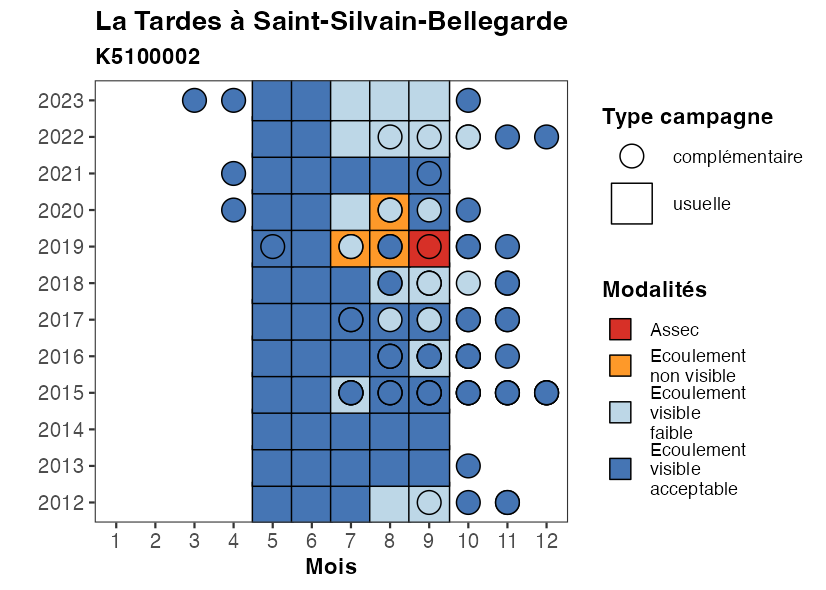 La Tardes à Saint-Silvain-Bellegarde
K5100002
2023
2022
2021
2020
2019
2018
2017
2016
2015
2014
2013
2012
1 2 3 4 5 6 7 8 9 10 11 12
Mois
Type campagne
complémentaire
usuelle
Modalités
Assec
Ecoulement
non visible
Ecoulement
visible
faible
Ecoulement
visible
acceptable